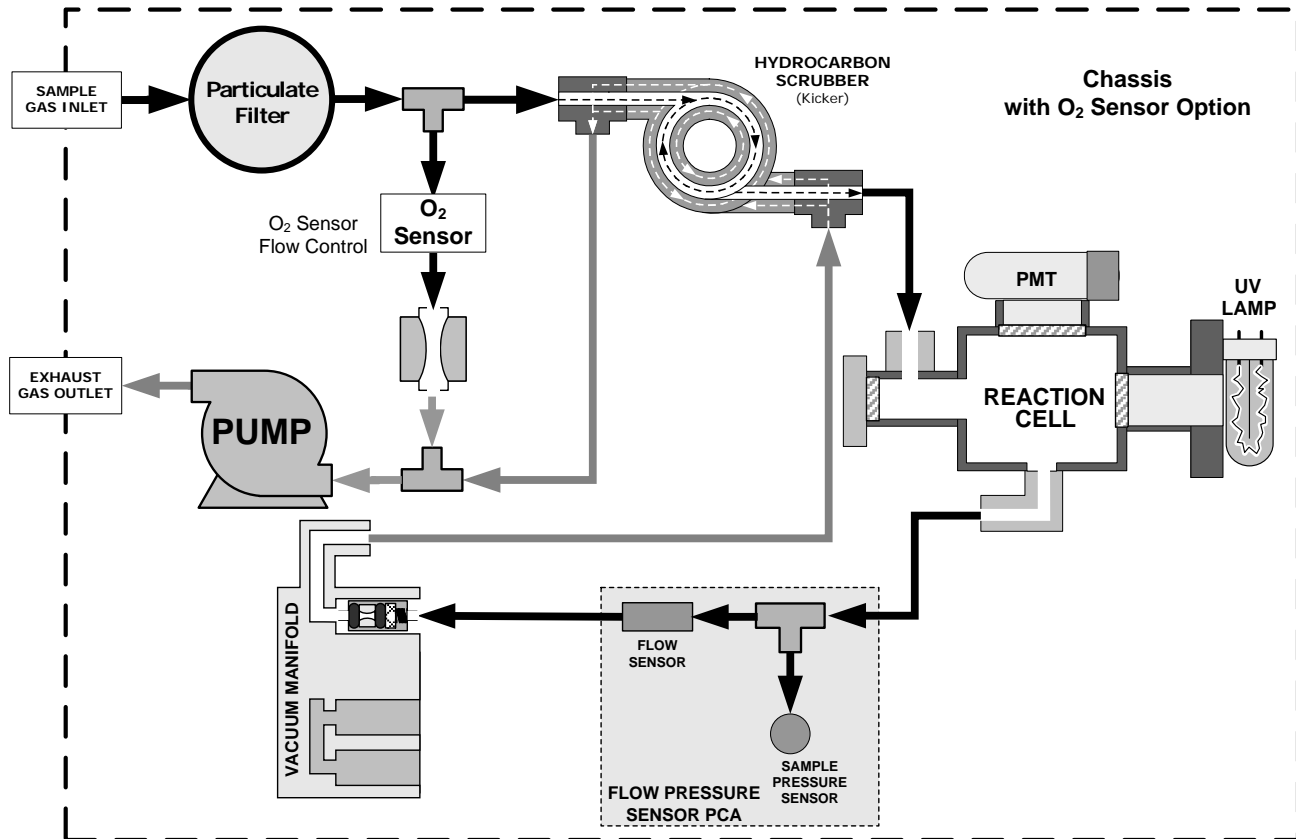 SAMPLE
GAS INLET
Particulate
Filter
HYDROCARBON
SCRUBBER
(Kicker)
Chassis
with O₂ Sensor Option
O₂ Sensor
Flow Control
O₂
Sensor
PMT
UV
LAMP
EXHAUST
GAS OUTLET
PUMP
REACTION
CELL
VACUUM MANIFOLD
FLOW
SENSOR
SAMPLE
PRESSURE
SENSOR
FLOW PRESSURE
SENSOR PCA